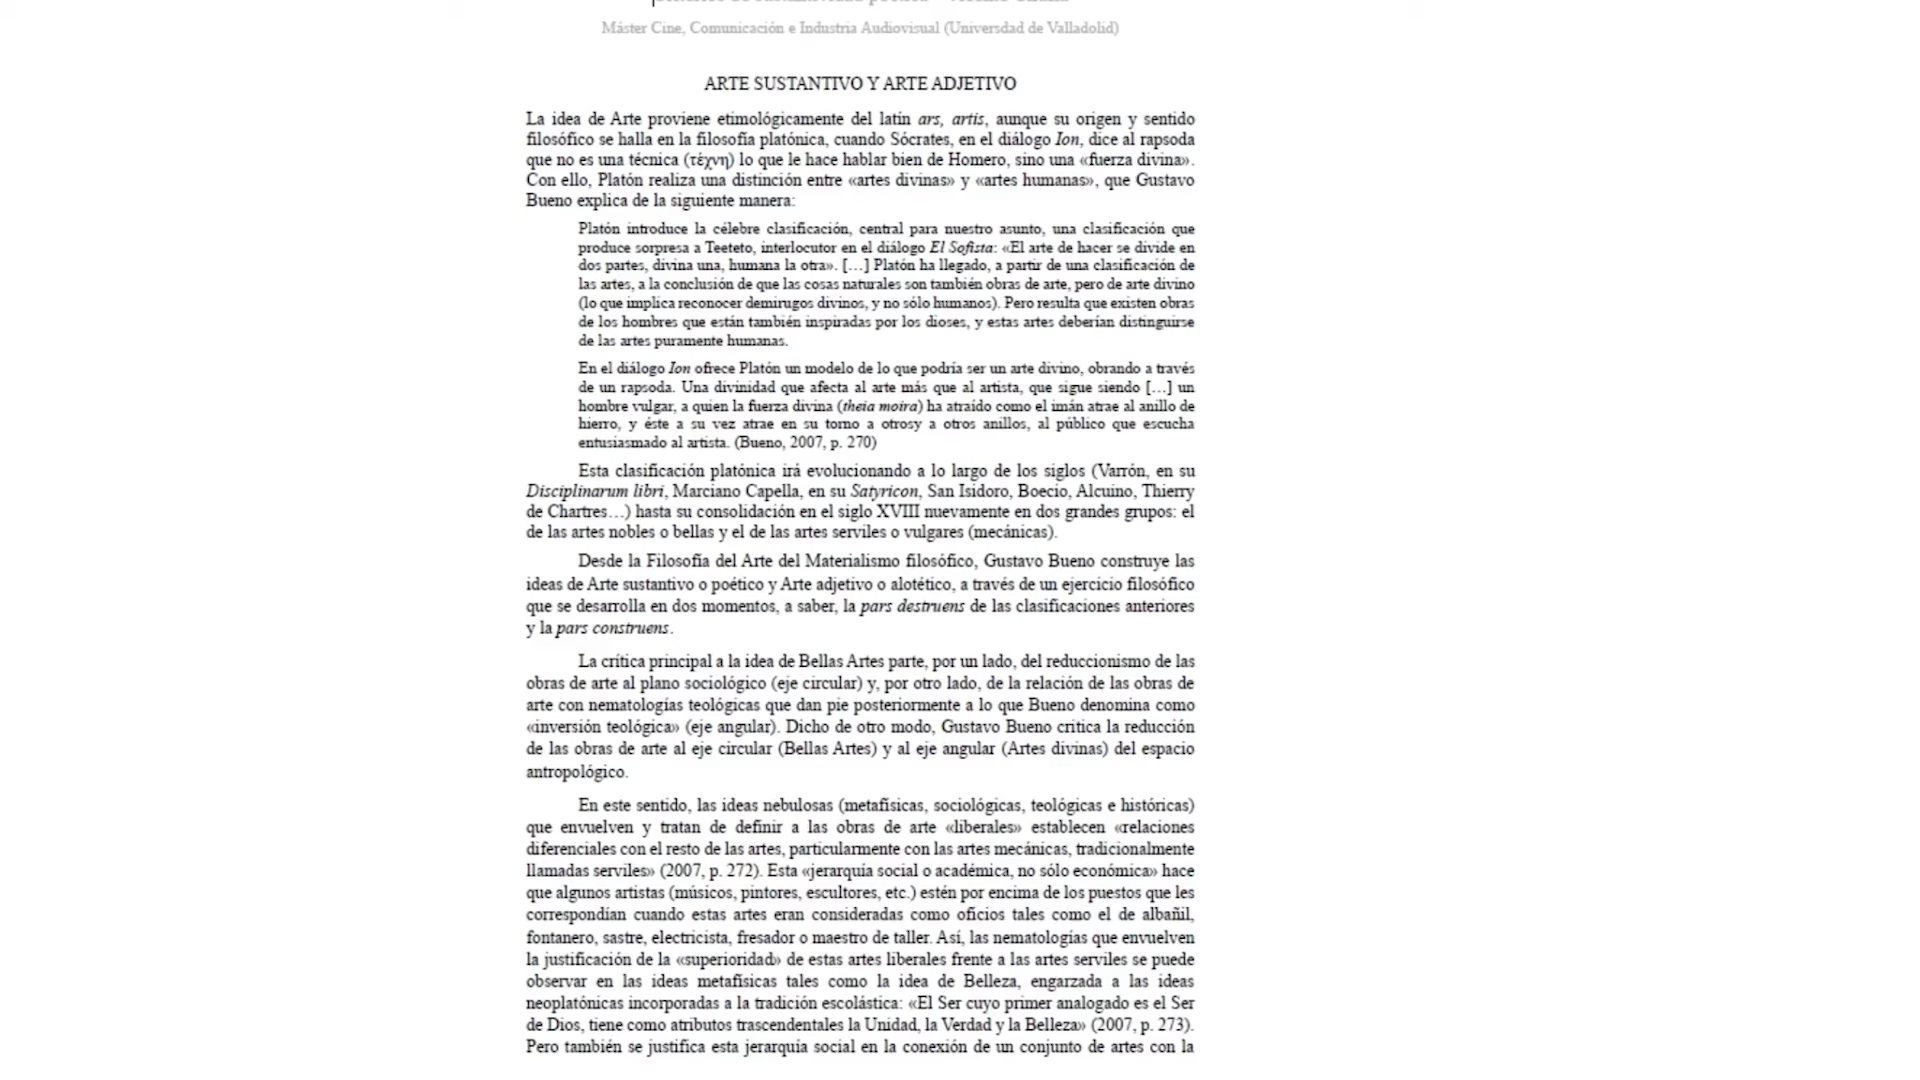 Máster Cine, Comunicación e Industria Audiovisual (Universdad de Valladolid)
ARTE SUSTANTIVO Y ARTE ADJETIVO
La idea de Arte proviene etimológicamente del latín ars, artis, aunque su origen y sentido
filosófico se halla en la filosofía platónica, cuando Sócrates, en el diálogo Ion, dice al rapsoda
que no es una técnica (τέχνη) lo que le hace hablar bien de Homero, sino una «fuerza divina».
Con ello, Platón realiza una distinción entre «artes divinas» y «artes humanas», que Gustavo
Bueno explica de la siguiente manera:
Platón introduce la célebre clasificación, central para nuestro asunto, una clasificación que
produce sorpresa a Teeteto, interlocutor en el diálogo El Sofista: «El arte de hacer se divide en
dos partes, divina una, humana la otra». […] Platón ha llegado, a partir de una clasificación de
las artes, a la conclusión de que las cosas naturales son también obras de arte, pero de arte divino
(lo que implica reconocer demirugos divinos, y no sólo humanos). Pero resulta que existen obras
de los hombres que están también inspiradas por los dioses, y estas artes deberían distinguirse
de las artes puramente humanas.
En el diálogo Ion ofrece Platón un modelo de lo que podría ser un arte divino, obrando a través
de un rapsoda. Una divinidad que afecta al arte más que al artista, que sigue siendo […] un
hombre vulgar, a quien la fuerza divina (theia moira) ha atraído como el imán atrae al anillo de
hierro, y éste a su vez atrae en su torno a otrosy a otros anillos, al público que escucha
entusiasmado al artista. (Bueno, 2007, p. 270)
Esta clasificación platónica irá evolucionando a lo largo de los siglos (Varrón, en su
Disciplinarum libri, Marciano Capella, en su Satyricon, San Isidoro, Boecio, Alcuino, Thierry
de Chartres…) hasta su consolidación en el siglo XVIII nuevamente en dos grandes grupos: el
de las artes nobles o bellas y el de las artes serviles o vulgares (mecánicas).
Desde la Filosofía del Arte del Materialismo filosófico, Gustavo Bueno construye las
ideas de Arte sustantivo o poético y Arte adjetivo o alotético, a través de un ejercicio filosófico
que se desarrolla en dos momentos, a saber, la pars destruens de las clasificaciones anteriores
y la pars construens.
La crítica principal a la idea de Bellas Artes parte, por un lado, del reduccionismo de las
obras de arte al plano sociológico (eje circular) y, por otro lado, de la relación de las obras de
arte con nematologías teológicas que dan pie posteriormente a lo que Bueno denomina como
«inversión teológica» (eje angular). Dicho de otro modo, Gustavo Bueno critica la reducción
de las obras de arte al eje circular (Bellas Artes) y al eje angular (Artes divinas) del espacio
antropológico.
En este sentido, las ideas nebulosas (metafísicas, sociológicas, teológicas e históricas)
que envuelven y tratan de definir a las obras de arte «liberales» establecen «relaciones
diferenciales con el resto de las artes, particularmente con las artes mecánicas, tradicionalmente
llamadas serviles» (2007, p. 272). Esta «jerarquía social o académica, no sólo económica» hace
que algunos artistas (músicos, pintores, escultores, etc.) estén por encima de los puestos que les
correspondían cuando estas artes eran consideradas como oficios tales como el de albañil,
fontanero, sastre, electricista, fresador o maestro de taller. Así, las nematologías que envuelven
la justificación de la «superioridad» de estas artes liberales frente a las artes serviles se puede
observar en las ideas metafísicas tales como la idea de Belleza, engarzada a las ideas
neoplatónicas incorporadas a la tradición escolástica: «El Ser cuyo primer analogado es el Ser
de Dios, tiene como atributos trascendentales la Unidad, la Verdad y la Belleza» (2007, p. 273).
Pero también se justifica esta jerarquía social en la conexión de un conjunto de artes con la